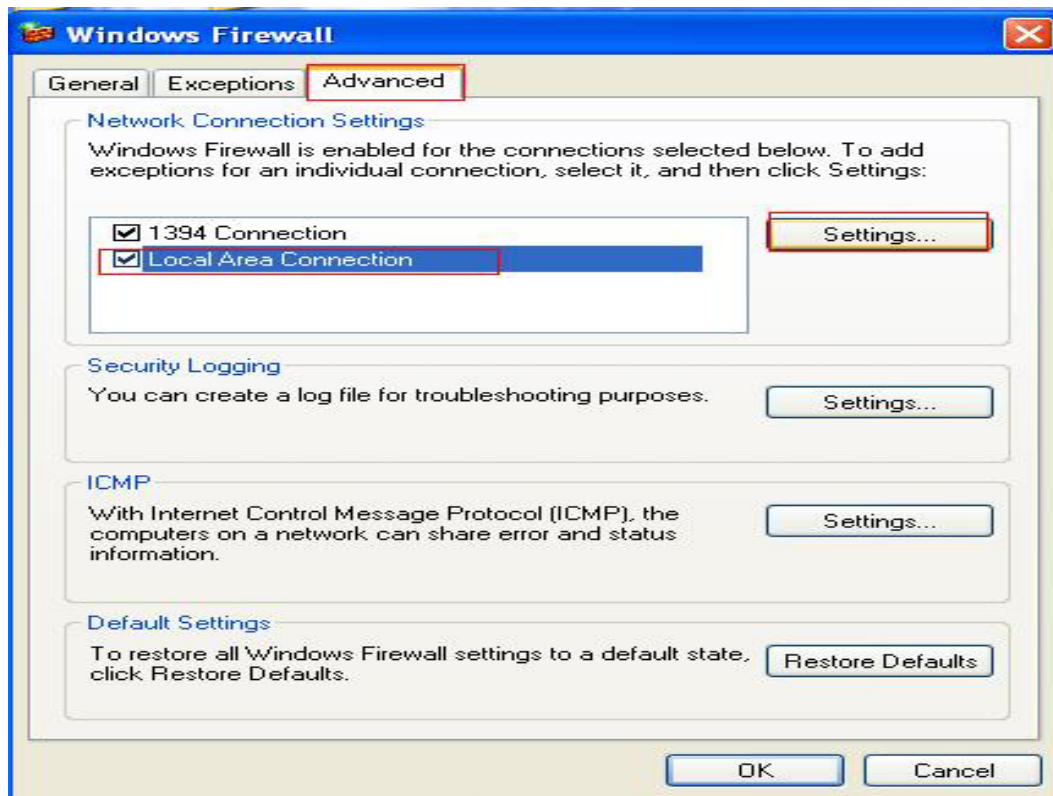 Windows Firewall
General
Exceptions
Advanced
Network Connection Settings
Windows Firewall is enabled for the connections selected below. To add
exceptions for an individual connection, select it, and then click Settings:
1394 Connection
Local Area Connection
Settings...
Security Logging
You can create a log file for troubleshooting purposes.
Settings...
ICMP
With Internet Control Message Protocol (ICMP), the
computers on a network can share error and status
information.
Settings...
Default Settings
To restore all Windows Firewall settings to a default state,
click Restore Defaults.
Restore Defaults
OK
Cancel